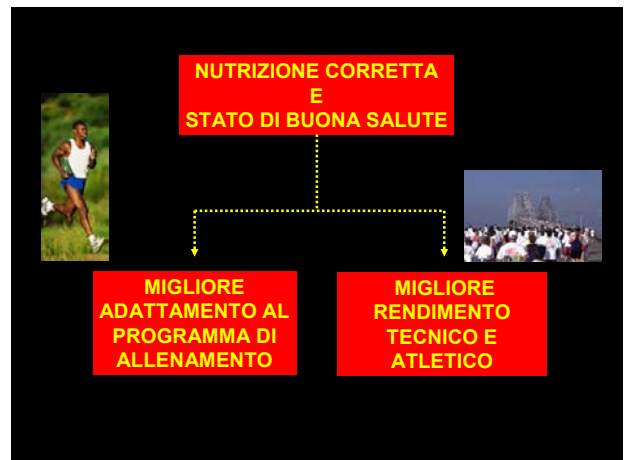 NUTRIZIONE CORRETTA
E
STATO DI BUONA SALUTE
MIGLIORE
ADATTAMENTO AL
PROGRAMMA DI
ALLENAMENTO
MIGLIORE
RENDIMENTO
TECNICO E
ATLETICO